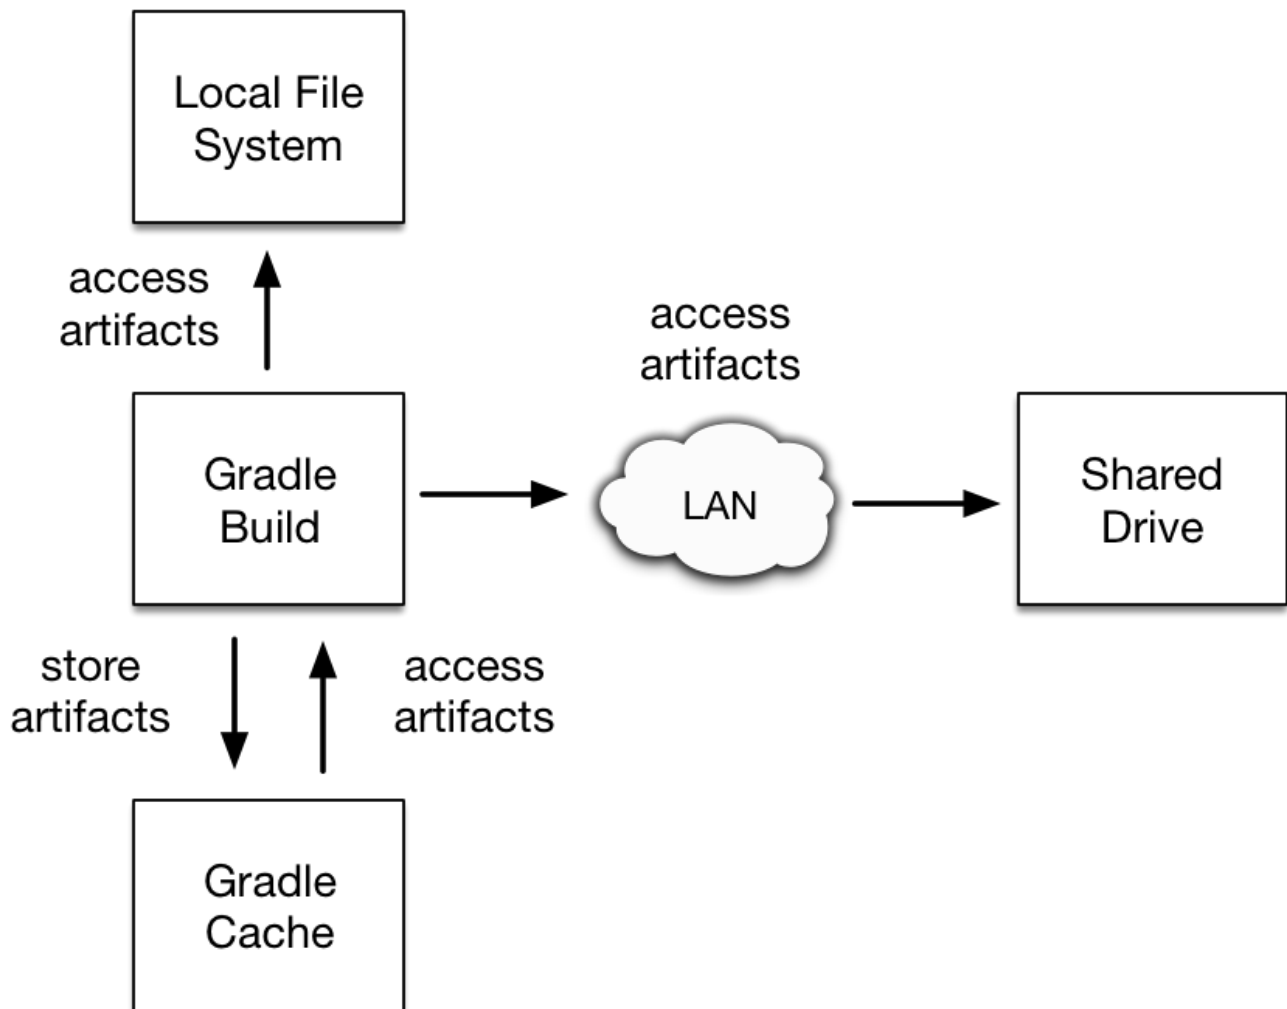 Local File
System
access
artifacts
access
artifacts
Gradle
Build
LAN
Shared
Drive
store
artifacts
access
artifacts
Gradle
Cache